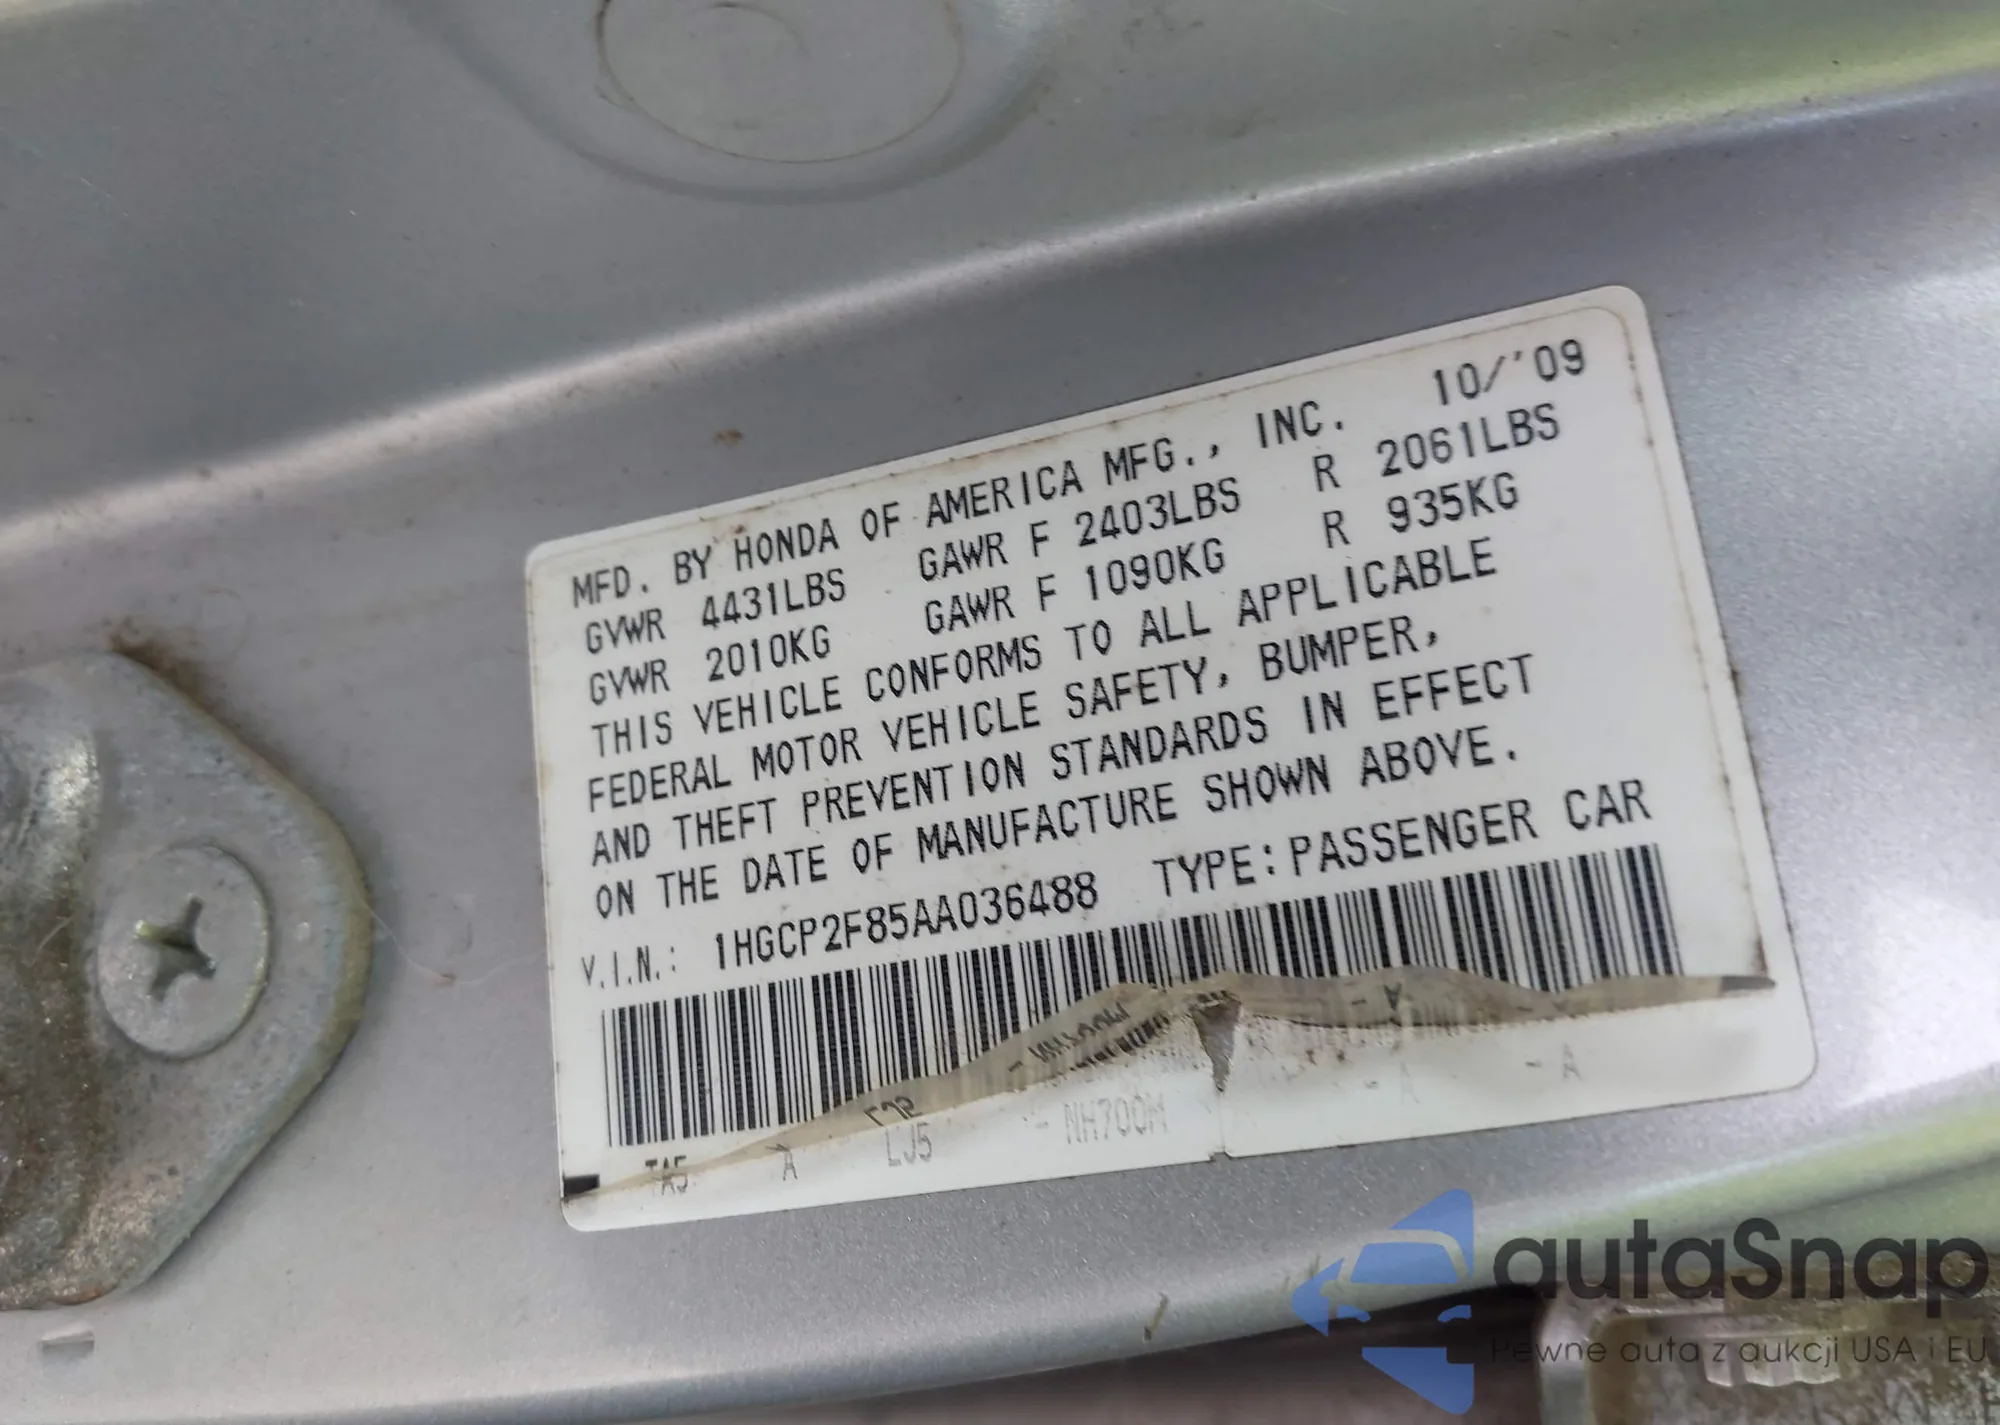 MFD. BY HONDA OF AMERICA MFG., INC. 10/'09
GVWR 4431LBS GAWR F 2403LBS R 2061LBS
GVWR 2010KG GAWR F 1090KG R 935KG
THIS VEHICLE CONFORMS TO ALL APPLICABLE
FEDERAL MOTOR VEHICLE SAFETY, BUMPER,
AND THEFT PREVENTION STANDARDS IN EFFECT
ON THE DATE OF MANUFACTURE SHOWN ABOVE.
V.I.N.: 1HGCP2F85AA036488 TYPE:PASSENGER CAR
TA5 A LJ5 - NH700M - A - A
autaSnap
Pewne auta z aukcji USA i EU